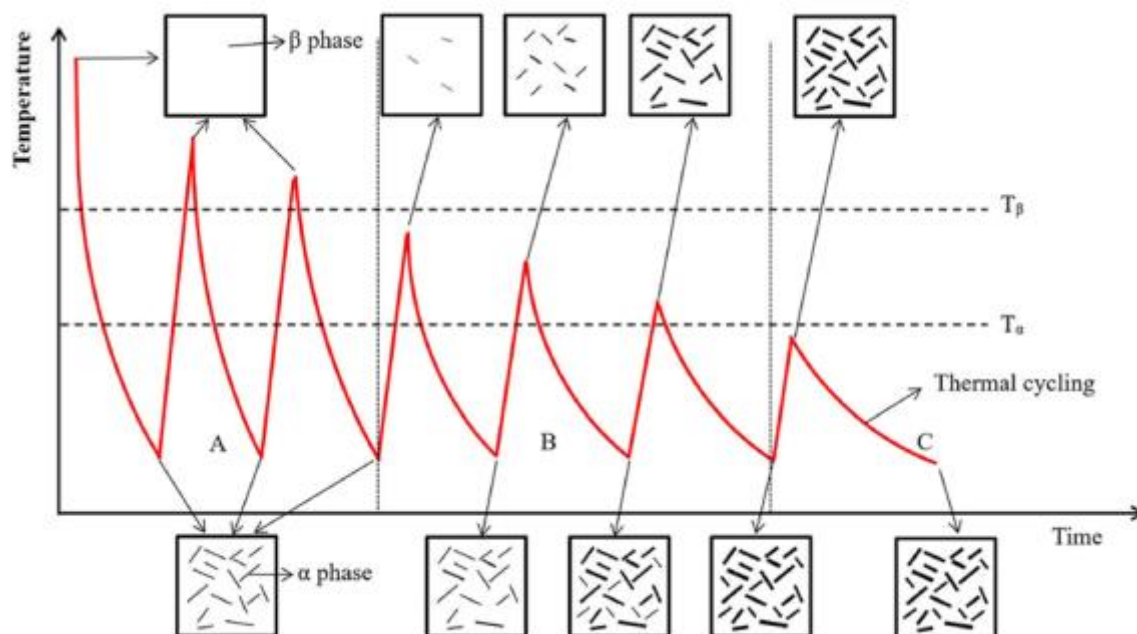 Temperature
β phase
Tβ
Tα
Thermal cycling
A
B
C
Time
α phase